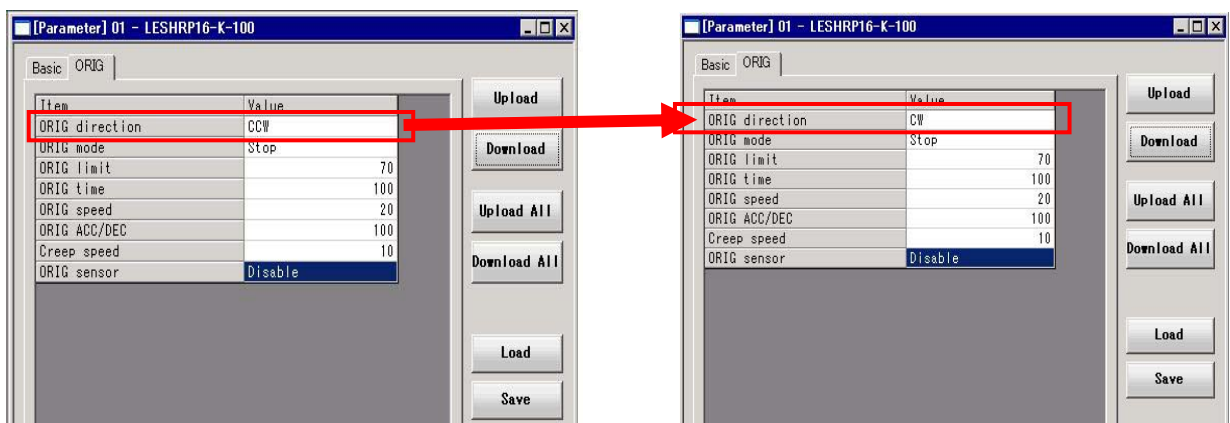 [Parameter] 01 - LESHRP16-K-100
Basic ORIG
Item Value
ORIG direction CCW
ORIG mode Stop
ORIG limit 70
ORIG time 100
ORIG speed 20
ORIG ACC/DEC 100
Creep speed 10
ORIG sensor Disable
Upload
Download
Upload All
Download All
Load
Save
[Parameter] 01 - LESHRP16-K-100
Basic ORIG
Item Value
ORIG direction CW
ORIG mode Stop
ORIG limit 70
ORIG time 100
ORIG speed 20
ORIG ACC/DEC 100
Creep speed 10
ORIG sensor Disable
Upload
Download
Upload All
Download All
Load
Save